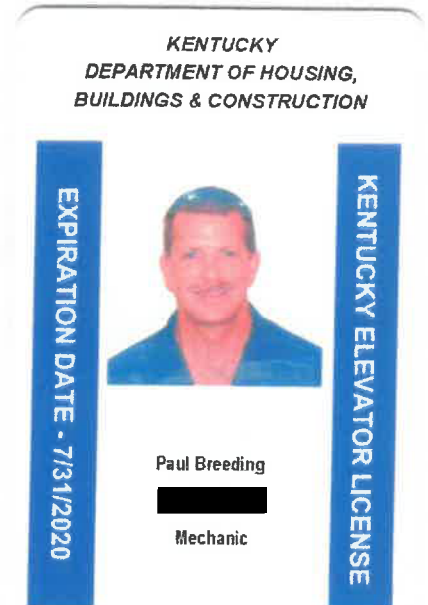 KENTUCKY
DEPARTMENT OF HOUSING,
BUILDINGS & CONSTRUCTION
EXPIRATION DATE - 7/31/2020
KENTUCKY ELEVATOR LICENSE
Paul Breeding
Mechanic